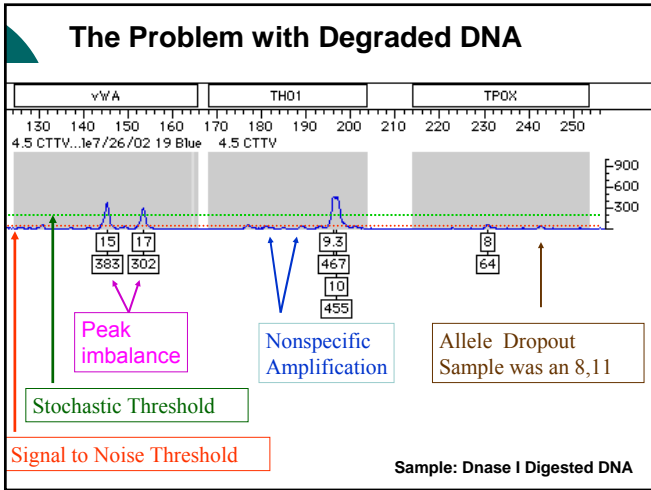 The Problem with Degraded DNA
vWA TH01 TPOX
130 140 150 160 170 180 190 200 210 220 230 240 250
4.5 CTTV...le7/26/02 19 Blue 4.5 CTTV
900
600
300
15 17 9.3 8
383 302 467 64
10
455
Peak
imbalance
Nonspecific
Amplification
Allele Dropout
Sample was an 8,11
Stochastic Threshold
Signal to Noise Threshold
Sample: Dnase I Digested DNA